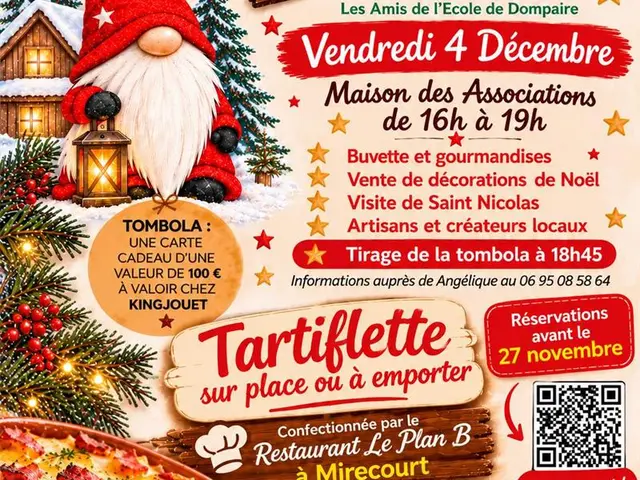 Les Amis de l'Ecole de Dompaire
Vendredi 4 Décembre
Maison des Associations
de 16h à 19h
Buvette et gourmandises
Vente de décorations de Noël
Visite de Saint Nicolas
Artisans et créateurs locaux
Tirage de la tombola à 18h45
Informations auprès de Angélique au 06 95 08 58 64
TOMBOLA :
UNE CARTE
CADEAU D'UNE
VALEUR DE 100 €
À VALOIR CHEZ
KINGJOUET
Tartiflette
sur place ou à emporter
Réservations
avant le
27 novembre
Confectionnée par le
Restaurant Le Plan B
à Mirecourt